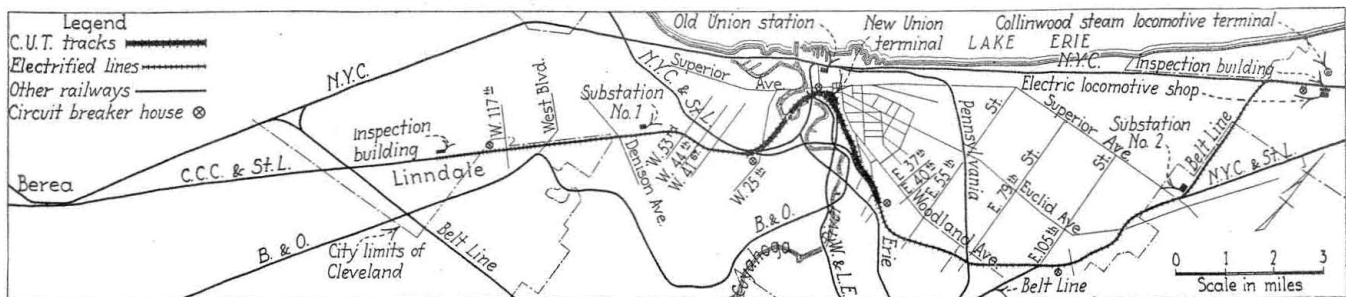 Legend
C.U.T. tracks
Electrified lines
Other railways
Circuit breaker house
Old Union station
New Union
terminal
LAKE ERIE
Collinwood steam locomotive terminal
N.Y.C.
Inspection building
Electric locomotive shop
N.Y.C.
N.Y.C. & St. L.
Superior
Ave.
W. 117th
West Blvd.
Substation
No. 1
Inspection
building
Linndale
C.C.C. & St. L.
Berea
B. & O.
City limits of
Cleveland
Belt Line
Denison Ave.
W. 53
W. 44th
W. 25th
B. & O.
Cuyahoga
W. & L.E.
Erie
E. 37th
E. 40th
E. 55th
St.
Woodland Ave.
Pennsylvania
E. 79th
St.
Euclid Ave
Superior
Ave
E. 105th
St.
Substation
No. 2
Belt Line
N.Y.C. & St. L.
Belt Line
0 1 2 3
Scale in miles